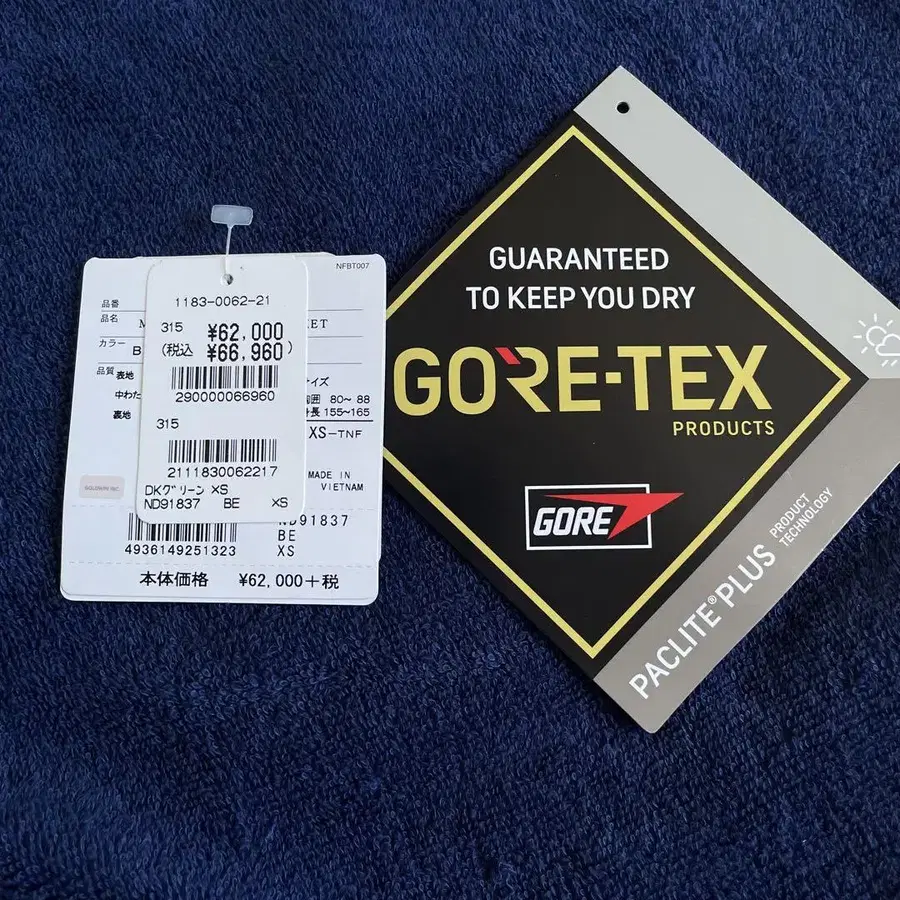 NFBT007
品番
品名
カラー
B
品質 表地
中わた
裏地
1183-0062-21
315 ¥62,000
(税込 ¥66,960)
290000066960
315
2111830062217
DKグリーン XS
ND91837 BE XS
ET
イズ
囲 80~ 88
長 155~165
XS-TNF
MADE IN
VIETNAM
GOLDWIN INC.
ND91837
BE
4936149251323 XS
本体価格 ¥62,000+税
GUARANTEED
TO KEEP YOU DRY
GORE-TEX
PRODUCTS
GORE
PACLITE® PLUS
PRODUCT
TECHNOLOGY